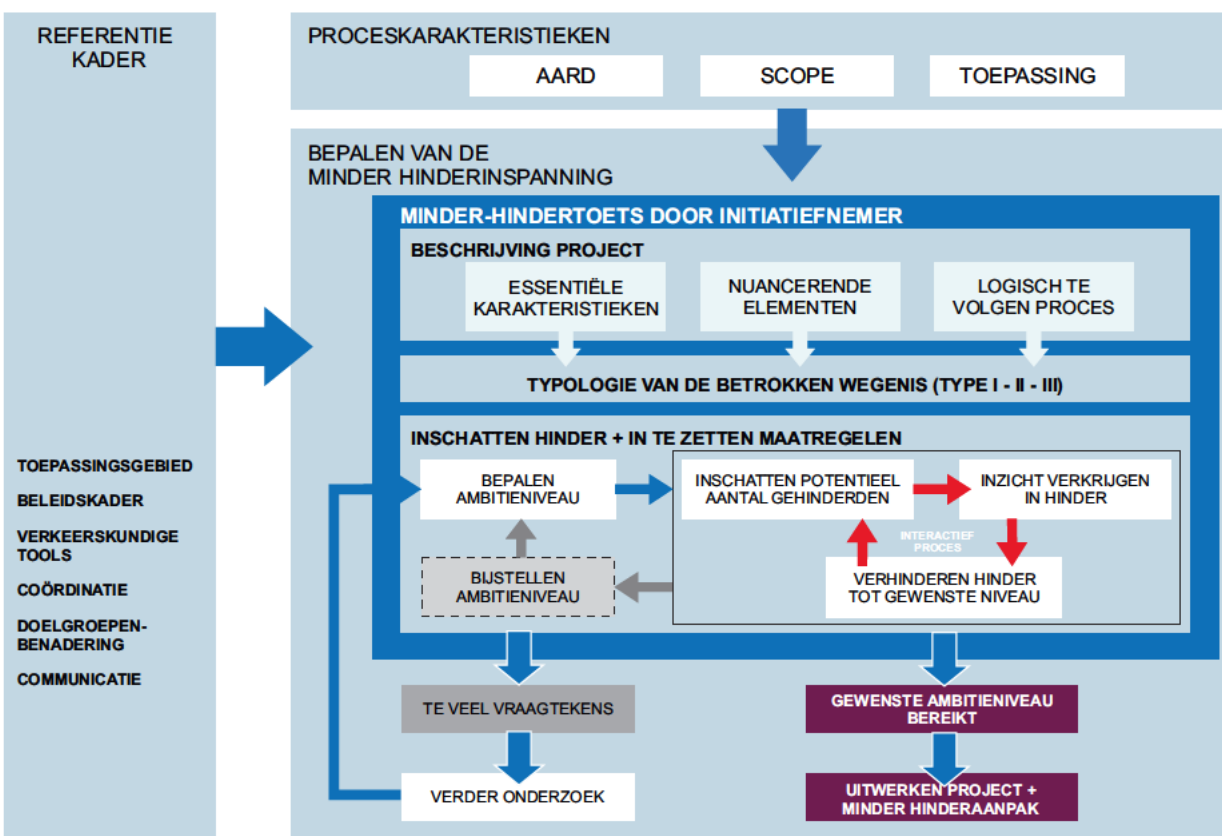 REFERENTIE
KADER
TOEPASSINGSGEBIED
BELEIDSKADER
VERKEERSKUNDIGE
TOOLS
COÖRDINATIE
DOELGROEPEN-
BENADERING
COMMUNICATIE
PROCESKARAKTERISTIEKEN
AARD
SCOPE
TOEPASSING
BEPALEN VAN DE
MINDER HINDERINSPANNING
MINDER-HINDERTOETS DOOR INITIATIEFNEMER
BESCHRIJVING PROJECT
ESSENTIËLE
KARAKTERISTIEKEN
NUANCERENDE
ELEMENTEN
LOGISCH TE
VOLGEN PROCES
TYPOLOGIE VAN DE BETROKKEN WEGENIS (TYPE I - II - III)
INSCHATTEN HINDER + IN TE ZETTEN MAATREGELEN
BEPALEN
AMBITIENIVEAU
INSCHATTEN POTENTIEEL
AANTAL GEHINDERDEN
INZICHT VERKRIJGEN
IN HINDER
INTERACTIEF
PROCES
BIJSTELLEN
AMBITIENIVEAU
VERHINDEREN HINDER
TOT GEWENSTE NIVEAU
TE VEEL VRAAGTEKENS
GEWENSTE AMBITIENIVEAU
BEREIKT
VERDER ONDERZOEK
UITWERKEN PROJECT +
MINDER HINDERAANPAK